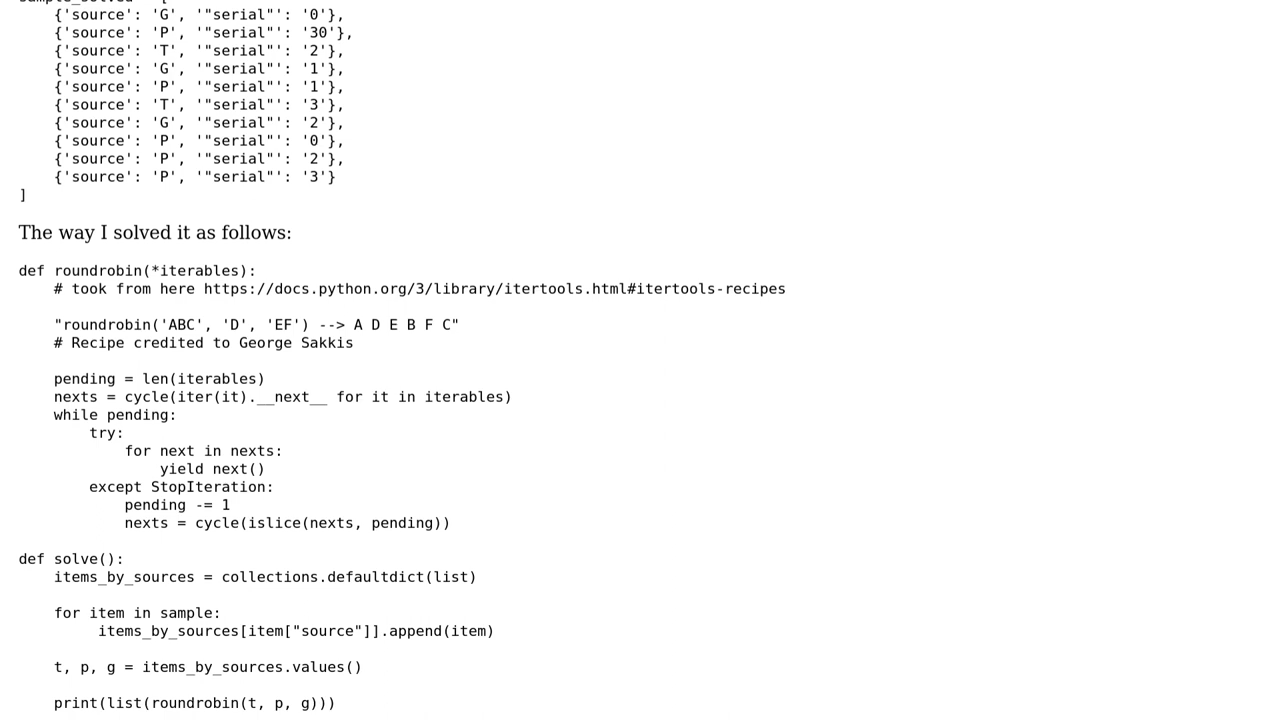 sample_solved = [
    {'source': 'G', '"serial"': '0'},
    {'source': 'P', '"serial"': '30'},
    {'source': 'T', '"serial"': '2'},
    {'source': 'G', '"serial"': '1'},
    {'source': 'P', '"serial"': '1'},
    {'source': 'T', '"serial"': '3'},
    {'source': 'G', '"serial"': '2'},
    {'source': 'P', '"serial"': '0'},
    {'source': 'P', '"serial"': '2'},
    {'source': 'P', '"serial"': '3'}
]
The way I solved it as follows:
def roundrobin(*iterables):
    # took from here https://docs.python.org/3/library/itertools.html#itertools-recipes
    "roundrobin('ABC', 'D', 'EF') --> A D E B F C"
    # Recipe credited to George Sakkis
    pending = len(iterables)
    nexts = cycle(iter(it).__next__ for it in iterables)
    while pending:
        try:
            for next in nexts:
                yield next()
        except StopIteration:
            pending -= 1
            nexts = cycle(islice(nexts, pending))
def solve():
    items_by_sources = collections.defaultdict(list)
    for item in sample:
         items_by_sources[item["source"]].append(item)
    t, p, g = items_by_sources.values()
    print(list(roundrobin(t, p, g)))